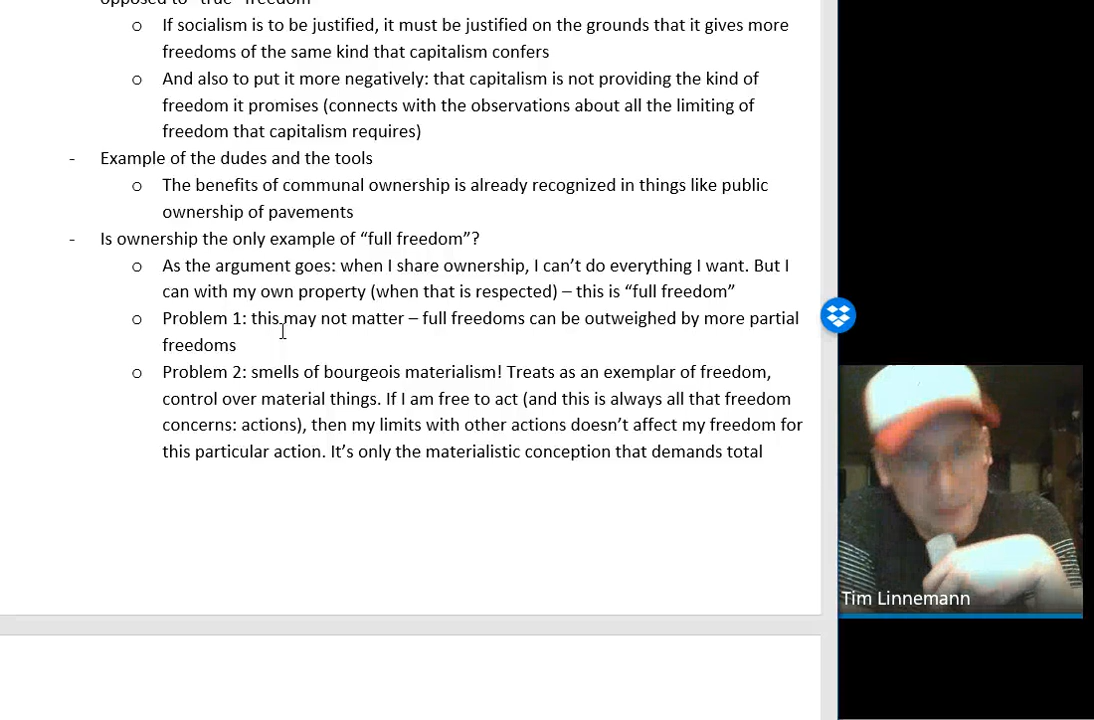 opposed to "true" freedom
o If socialism is to be justified, it must be justified on the grounds that it gives more
freedoms of the same kind that capitalism confers
o And also to put it more negatively: that capitalism is not providing the kind of
freedom it promises (connects with the observations about all the limiting of
freedom that capitalism requires)
- Example of the dudes and the tools
o The benefits of communal ownership is already recognized in things like public
ownership of pavements
- Is ownership the only example of “full freedom”?
o As the argument goes: when I share ownership, I can’t do everything I want. But I
can with my own property (when that is respected) – this is “full freedom”
o Problem 1: this may not matter – full freedoms can be outweighed by more partial
freedoms
o Problem 2: smells of bourgeois materialism! Treats as an exemplar of freedom,
control over material things. If I am free to act (and this is always all that freedom
concerns: actions), then my limits with other actions doesn’t affect my freedom for
this particular action. It’s only the materialistic conception that demands total
Tim Linnemann